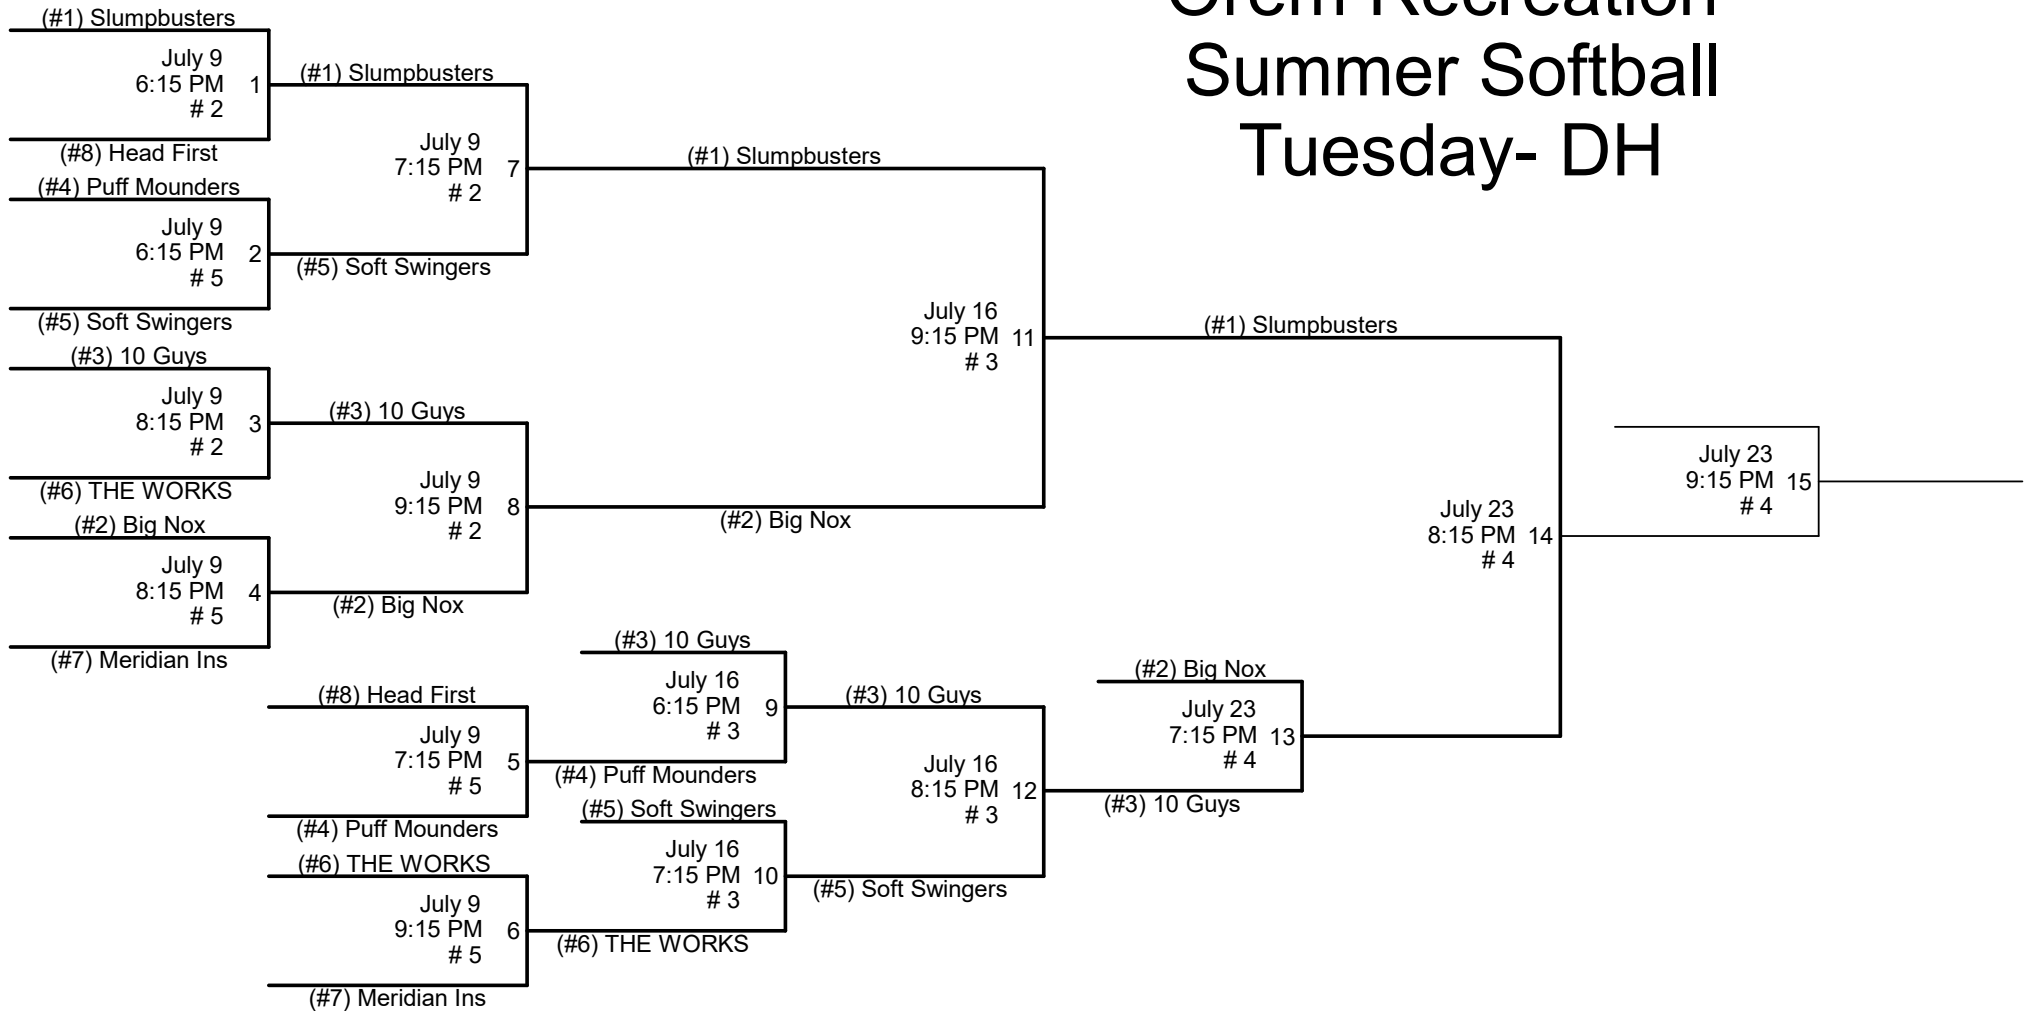 Orem Recreation
Summer Softball
Tuesday- DH
(#1) Slumpbusters
July 9
6:15 PM 1
# 2
(#8) Head First
(#4) Puff Mounders
July 9
6:15 PM 2
# 5
(#5) Soft Swingers
(#3) 10 Guys
July 9
8:15 PM 3
# 2
(#6) THE WORKS
(#2) Big Nox
July 9
8:15 PM 4
# 5
(#7) Meridian Ins
(#1) Slumpbusters
July 9
7:15 PM 7
# 2
(#5) Soft Swingers
(#3) 10 Guys
July 9
9:15 PM 8
# 2
(#2) Big Nox
(#8) Head First
July 9
7:15 PM 5
# 5
(#4) Puff Mounders
(#6) THE WORKS
July 9
9:15 PM 6
# 5
(#7) Meridian Ins
(#3) 10 Guys
July 16
6:15 PM 9
# 3
(#4) Puff Mounders
(#5) Soft Swingers
July 16
7:15 PM 10
# 3
(#6) THE WORKS
(#1) Slumpbusters
July 16
9:15 PM 11
# 3
(#2) Big Nox
(#3) 10 Guys
July 16
8:15 PM 12
# 3
(#5) Soft Swingers
(#2) Big Nox
July 23
7:15 PM 13
# 4
(#3) 10 Guys
(#1) Slumpbusters
July 23
8:15 PM 14
# 4
July 23
9:15 PM 15
# 4